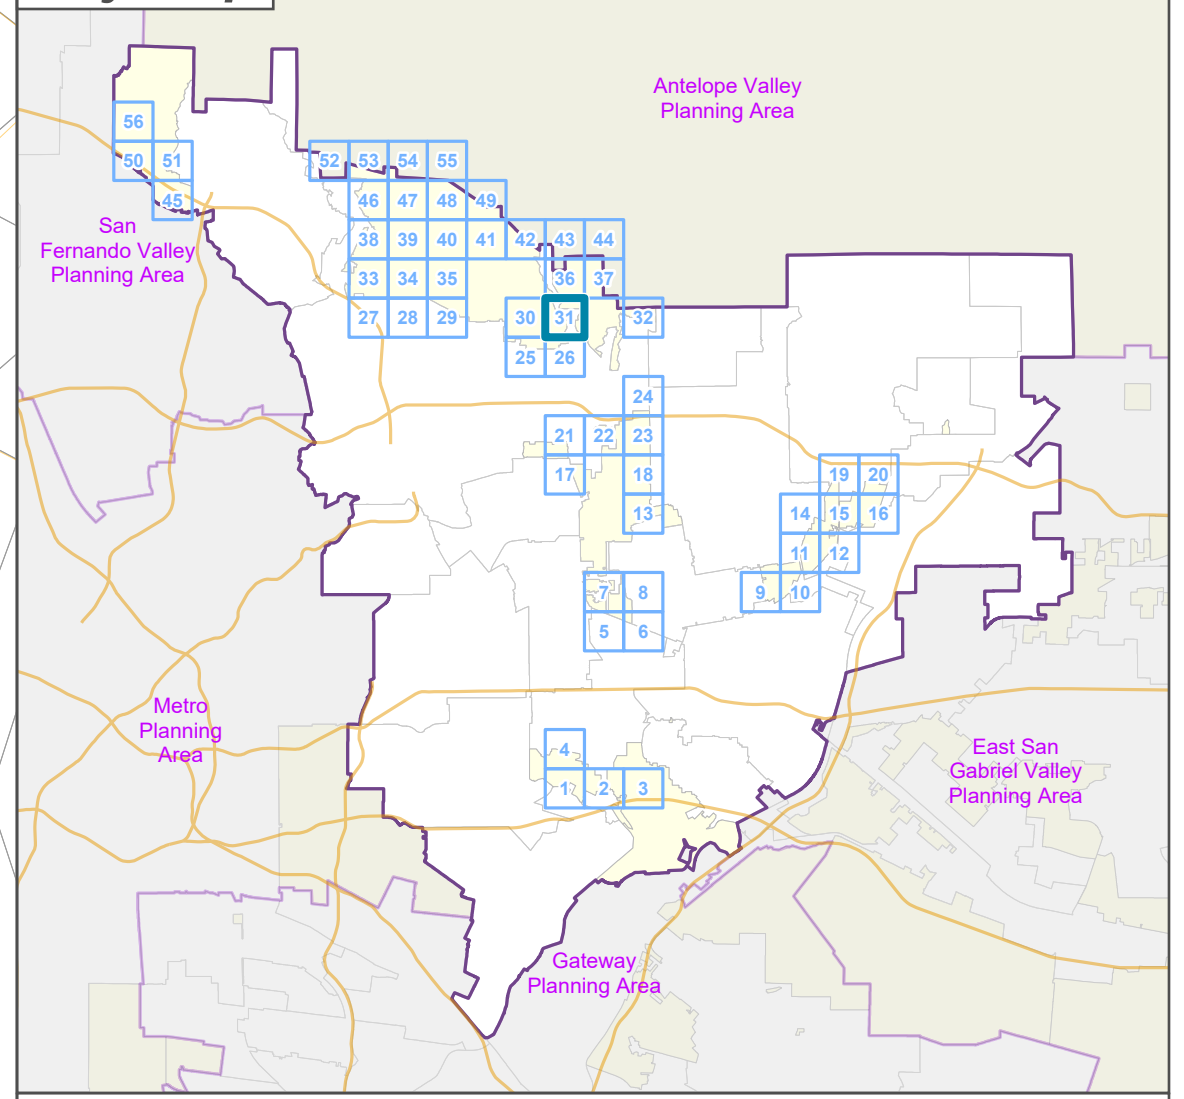 Antelope Valley
Planning Area
56
50 51
52 53 54 55
45
46 47 48 49
San
Fernando Valley
Planning Area
38 39 40 41 42 43 44
33 34 35 36 37
27 28 29 30 31 32
25 26
24
21 22 23
17 18 19 20
13 14 15 16
11 12
7 8 9 10
5 6
Metro
Planning
Area
4
East San
Gabriel Valley
Planning Area
1 2 3
Gateway
Planning Area